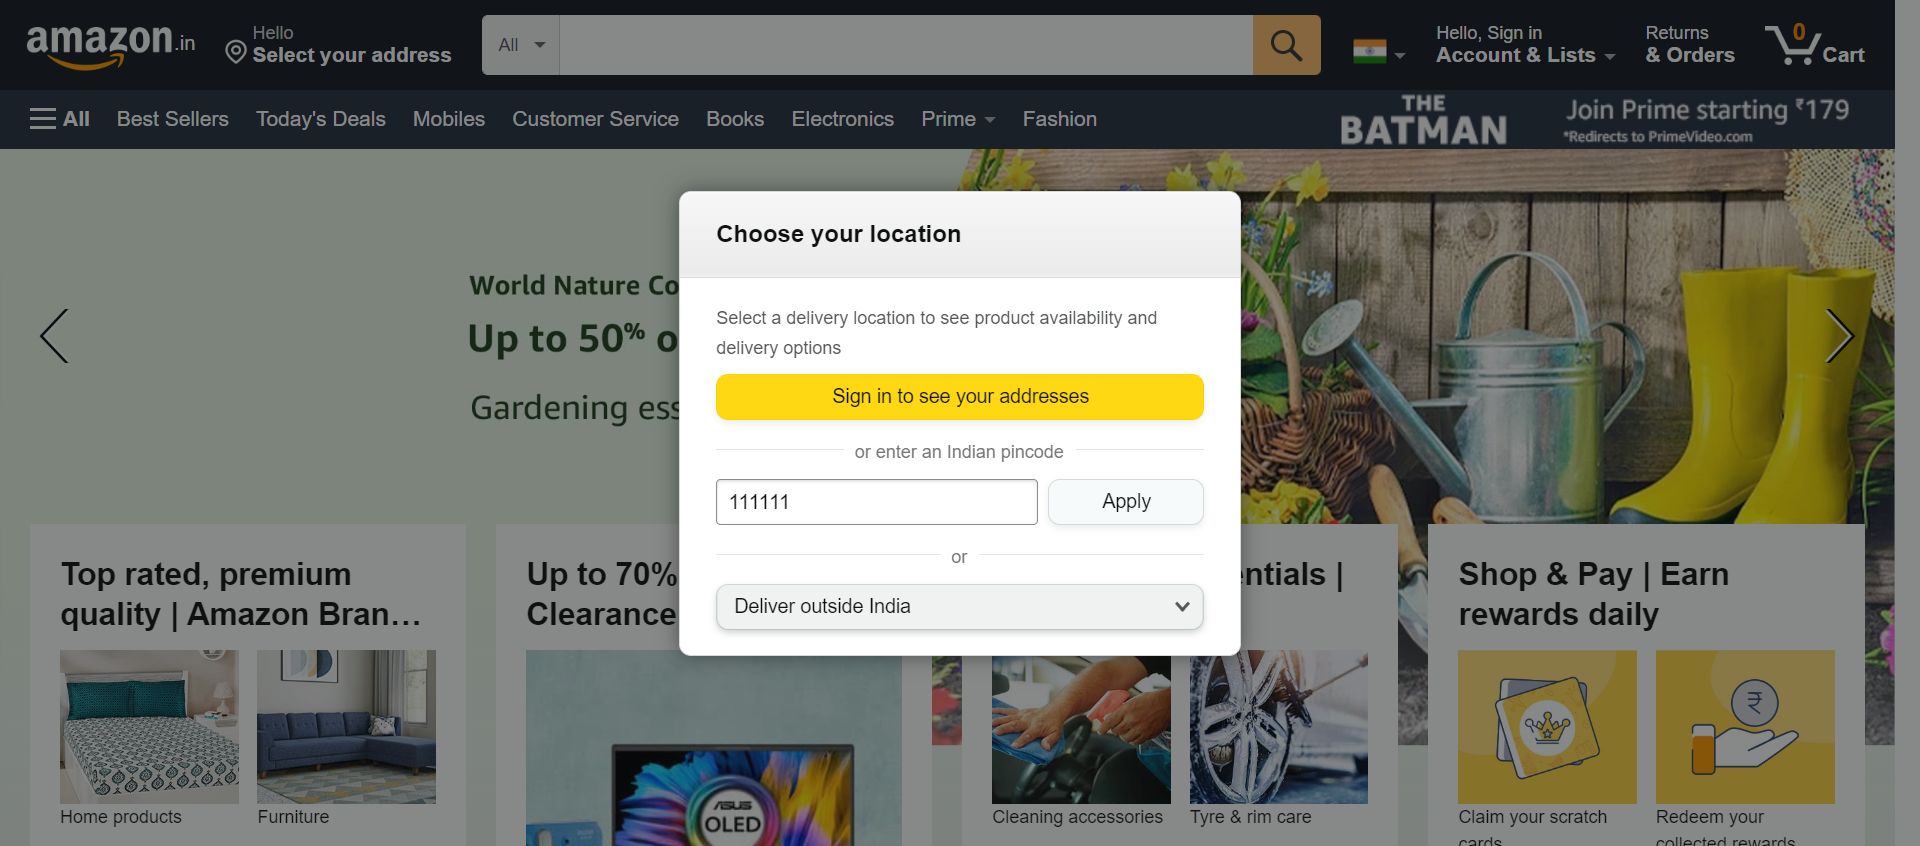 amazon.in
Hello
Select your address
All
Hello, Sign in
Account & Lists
Returns
& Orders
0
Cart
All
Best Sellers
Today's Deals
Mobiles
Customer Service
Books
Electronics
Prime
Fashion
THE
BATMAN
Join Prime starting ₹179
*Redirects to PrimeVideo.com
World Nature Co
Up to 50% o
Gardening ess
Choose your location
Select a delivery location to see product availability and
delivery options
Sign in to see your addresses
or enter an Indian pincode
111111
Apply
or
Deliver outside India
Top rated, premium
quality | Amazon Bran…
Home products
Furniture
Up to 70%
Clearance
ASUS
OLED
entials |
Cleaning accessories
Tyre & rim care
Shop & Pay | Earn
rewards daily
Claim your scratch
cards
Redeem your
collected rewards